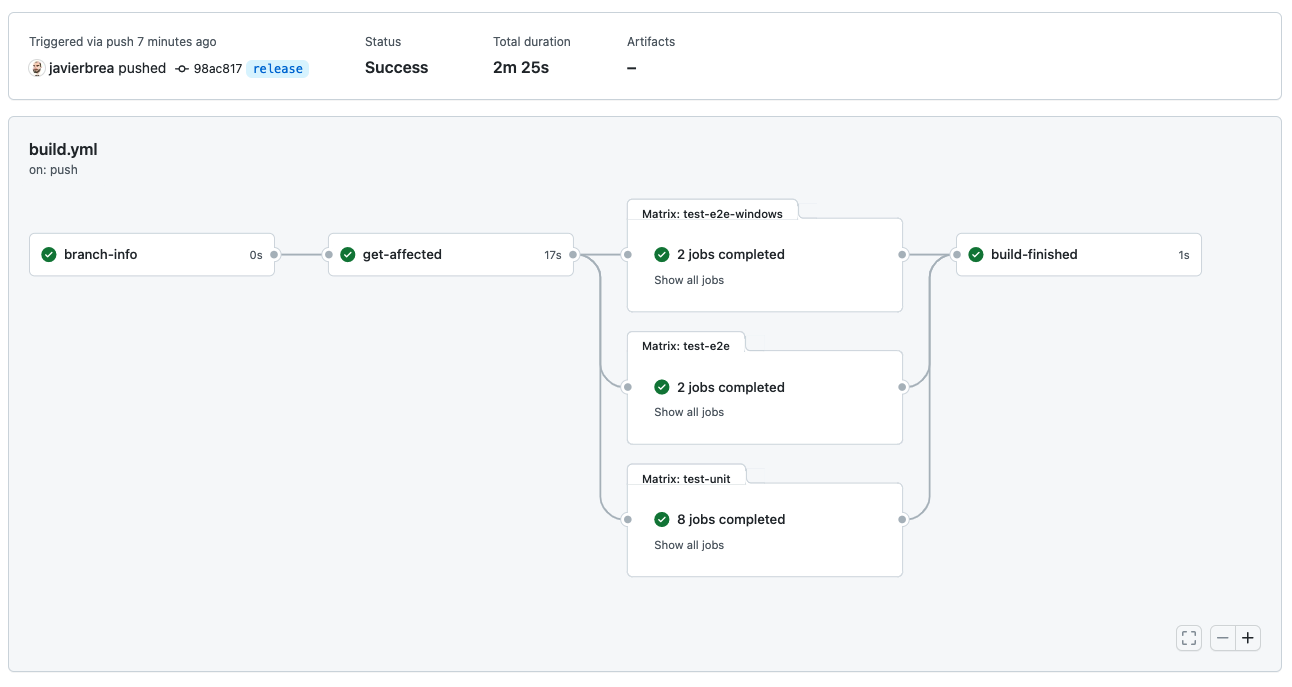 Triggered via push 7 minutes ago
javierbrea pushed 98ac817 release
Status
Success
Total duration
2m 25s
Artifacts
–
build.yml
on: push
branch-info 0s
get-affected 17s
Matrix: test-e2e-windows
2 jobs completed
Show all jobs
Matrix: test-e2e
2 jobs completed
Show all jobs
Matrix: test-unit
8 jobs completed
Show all jobs
build-finished 1s